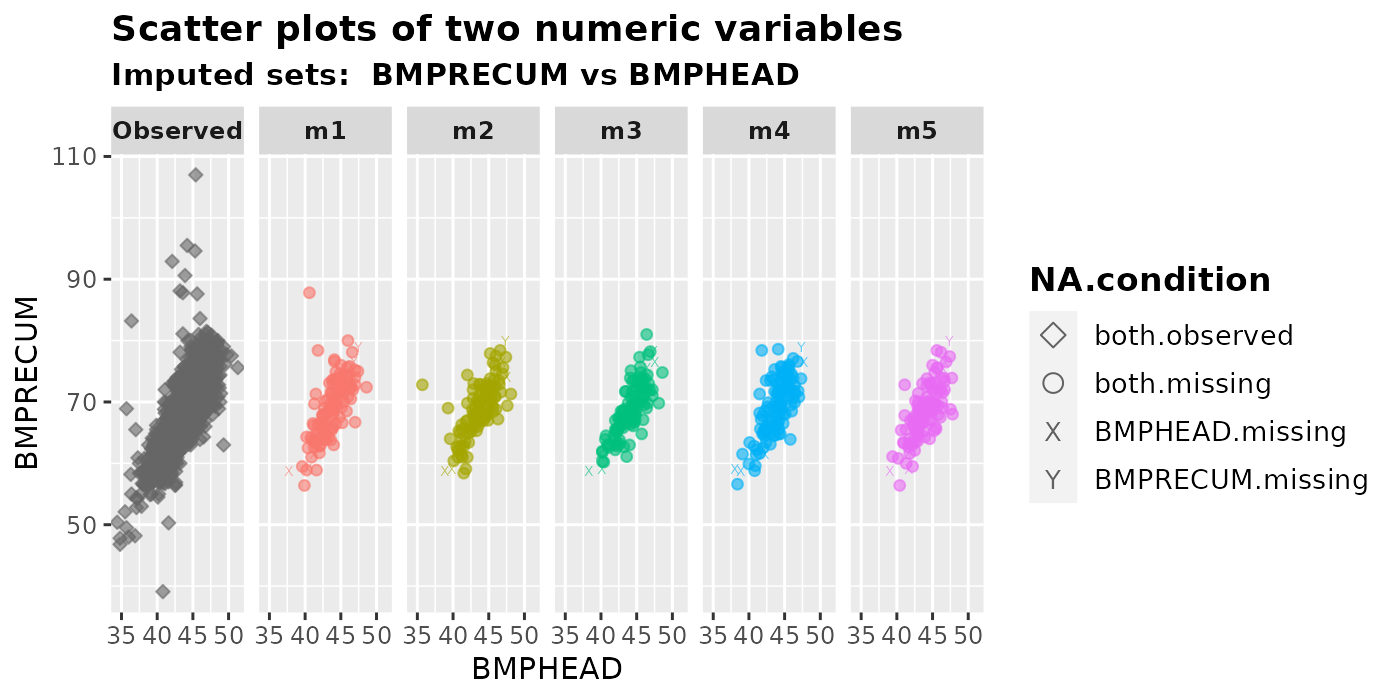 Scatter plots of two numeric variables
Imputed sets:  BMPRECUM vs BMPHEAD
Observed m1 m2 m3 m4 m5
110
90
70
50
BMPRECUM
35 40 45 50 35 40 45 50 35 40 45 50 35 40 45 50 35 40 45 50 35 40 45 50
BMPHEAD
NA.condition
both.observed
both.missing
X BMPHEAD.missing
Y BMPRECUM.missing